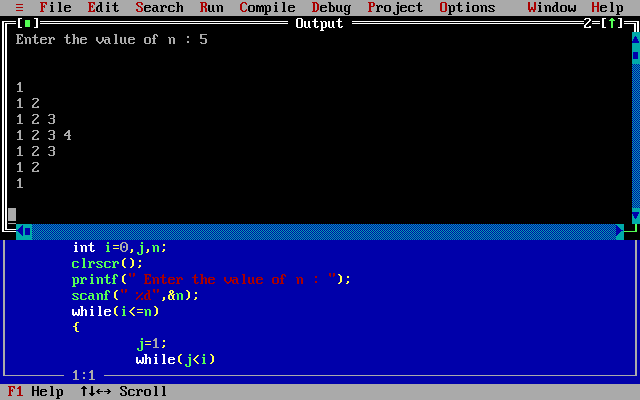 ≡ File Edit Search Run Compile Debug Project Options Window Help
[■] Output 2=[↑]
Enter the value of n : 5
1
1 2
1 2 3
1 2 3 4
1 2 3
1 2
1
int i=0,j,n;
clrscr();
printf(" Enter the value of n : ");
scanf(" %d",&n);
while(i<=n)
{
j=1;
while(j<i)
1:1
F1 Help ↑↓←→ Scroll